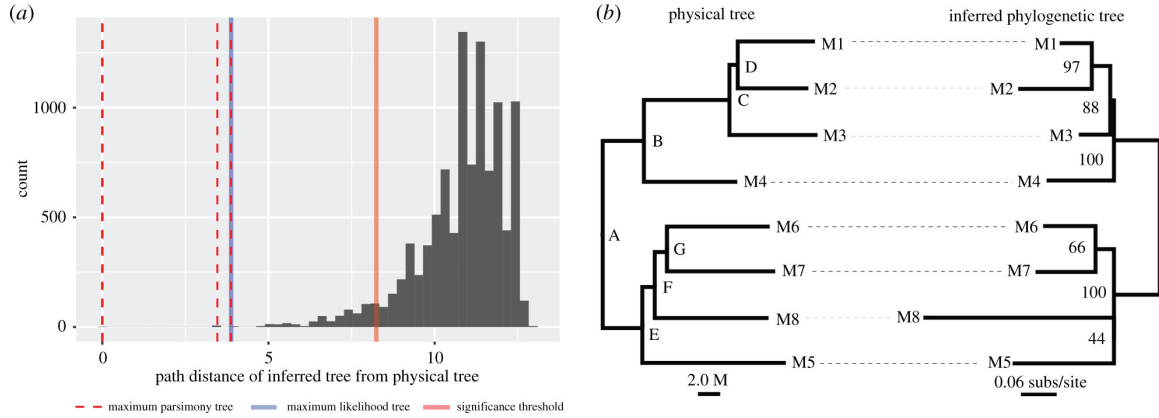 (a)
1000
500
0
count
0 5 10
path distance of inferred tree from physical tree
maximum parsimony tree maximum likelihood tree significance threshold
(b)
physical tree inferred phylogenetic tree
M1 M1
D 97
M2 M2
C 88
B M3 M3
100
M4 M4
A
M6 M6
G 66
M7 M7
F 100
M8 M8
E 44
M5 M5
2.0 M 0.06 subs/site